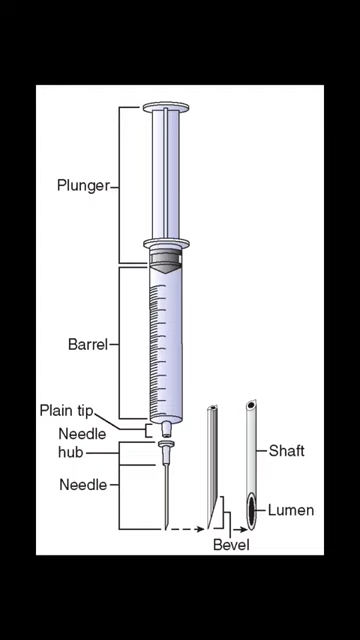 Plunger
Barrel
Plain tip
Needle
hub
Needle
Shaft
Lumen
Bevel